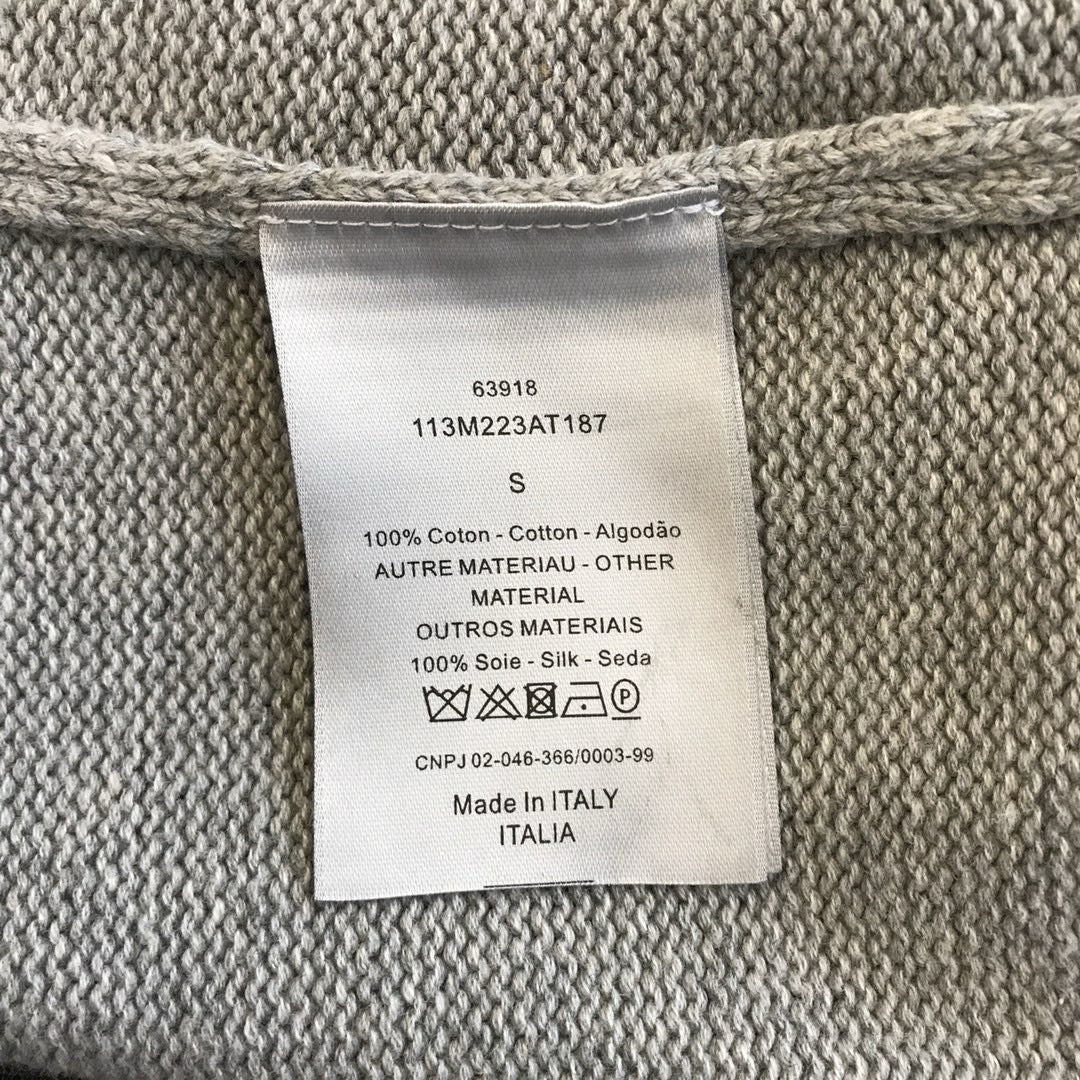 63918
113M223AT187
S
100% Coton - Cotton - Algodão
AUTRE MATERIAU - OTHER
MATERIAL
OUTROS MATERIAIS
100% Soie - Silk - Seda
P
CNPJ 02-046-366/0003-99
Made In ITALY
ITALIA